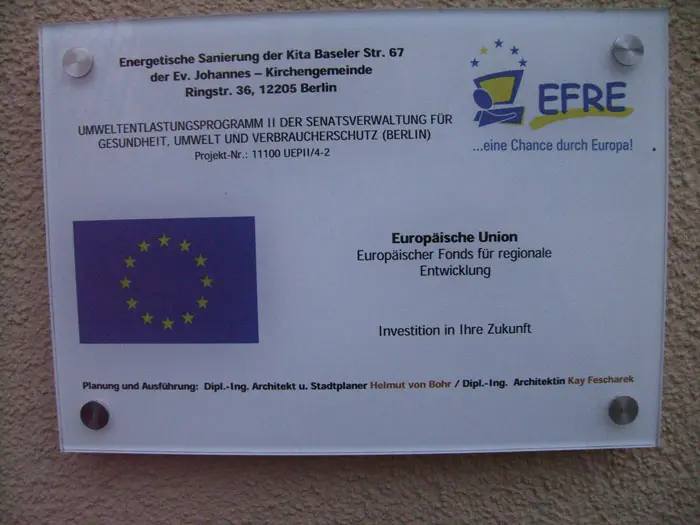 Energetische Sanierung der Kita Baseler Str. 67
der Ev. Johannes – Kirchengemeinde
Ringstr. 36, 12205 Berlin
EFRE
...eine Chance durch Europa!
UMWELTENTLASTUNGSPROGRAMM II DER SENATSVERWALTUNG FÜR
GESUNDHEIT, UMWELT UND VERBRAUCHERSCHUTZ (BERLIN)
Projekt-Nr.: 11100 UEPII/4-2
Europäische Union
Europäischer Fonds für regionale
Entwicklung
Investition in Ihre Zukunft
Planung und Ausführung: Dipl.-Ing. Architekt u. Stadtplaner Helmut von Bohr / Dipl.-Ing. Architektin Kay Fescharek